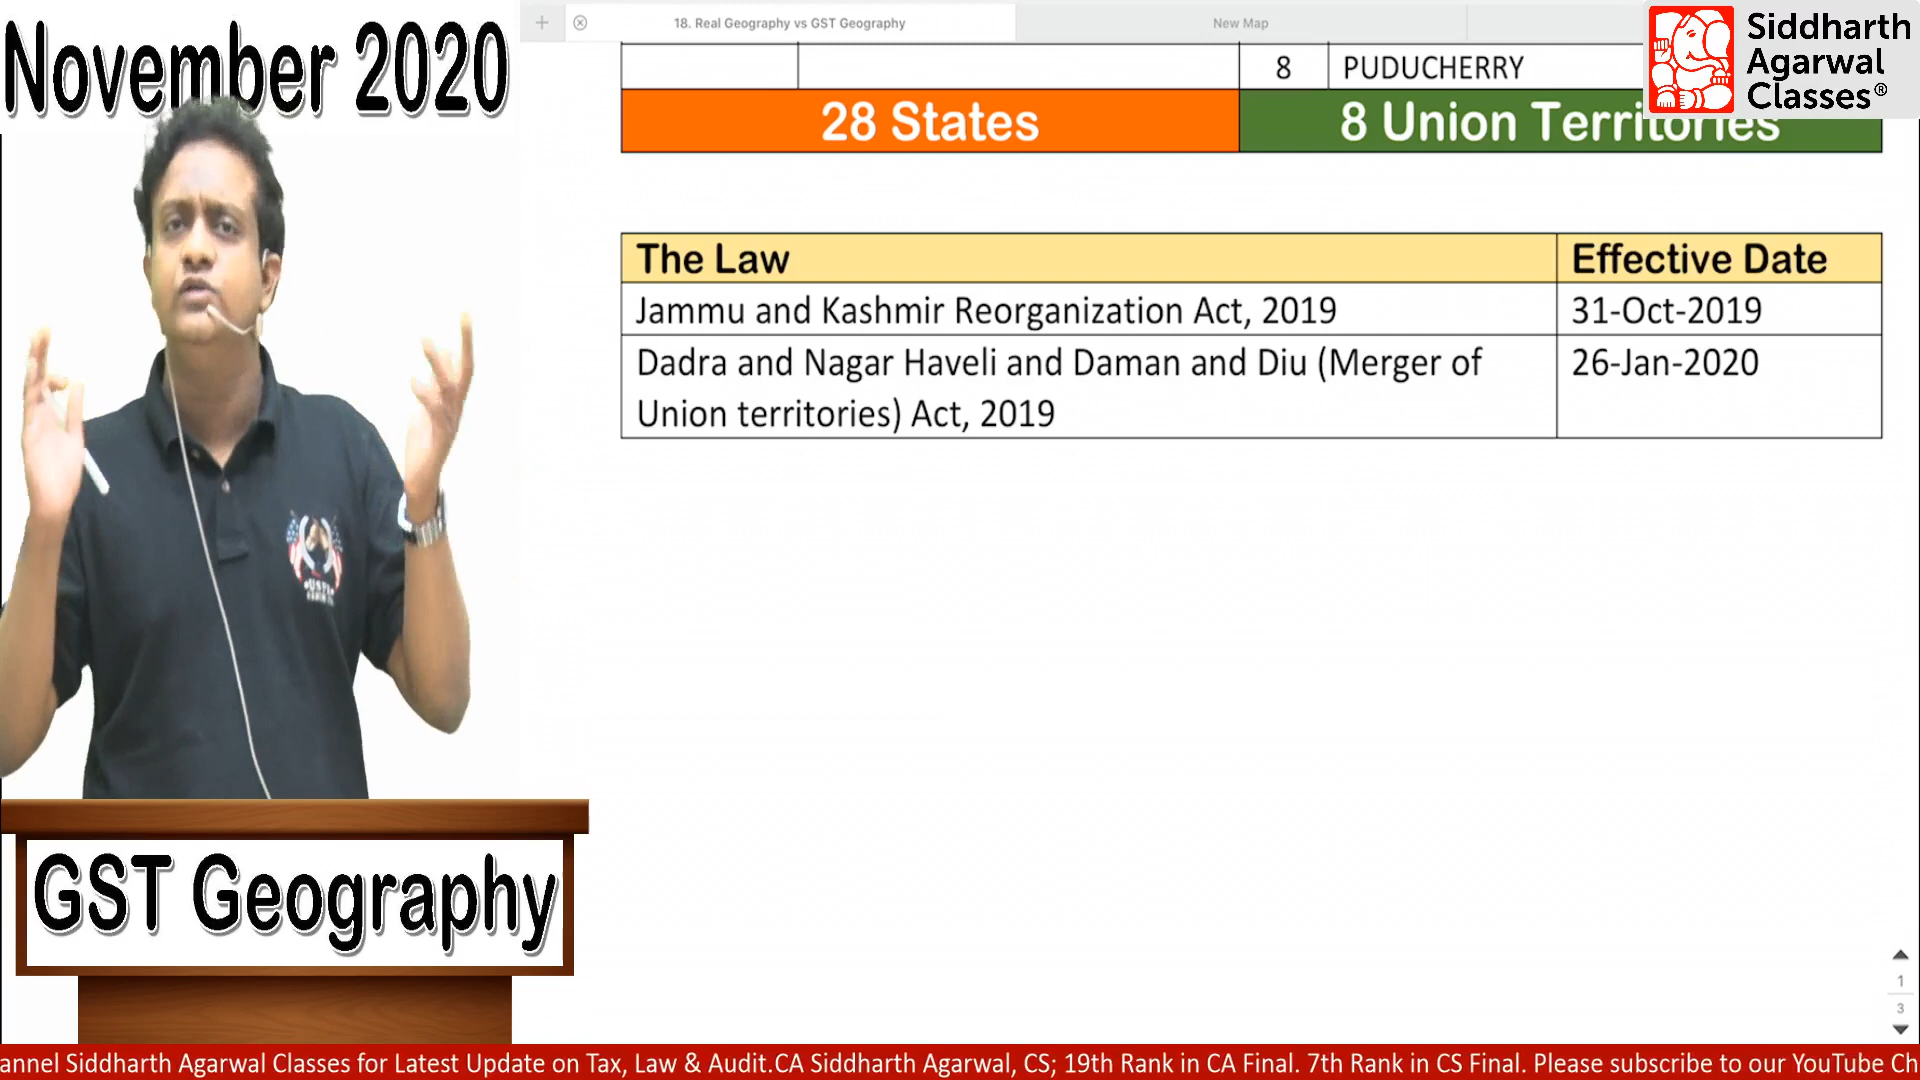 November 2020
18. Real Geography vs GST Geography
New Map
Siddharth
Agarwal
Classes®
8 PUDUCHERRY
28 States
8 Union Territories
The Law
Effective Date
Jammu and Kashmir Reorganization Act, 2019
31-Oct-2019
Dadra and Nagar Haveli and Daman and Diu (Merger of
26-Jan-2020
Union territories) Act, 2019
GST Geography
1
3
annel Siddharth Agarwal Classes for Latest Update on Tax, Law & Audit.CA Siddharth Agarwal, CS; 19th Rank in CA Final. 7th Rank in CS Final. Please subscribe to our YouTube Ch